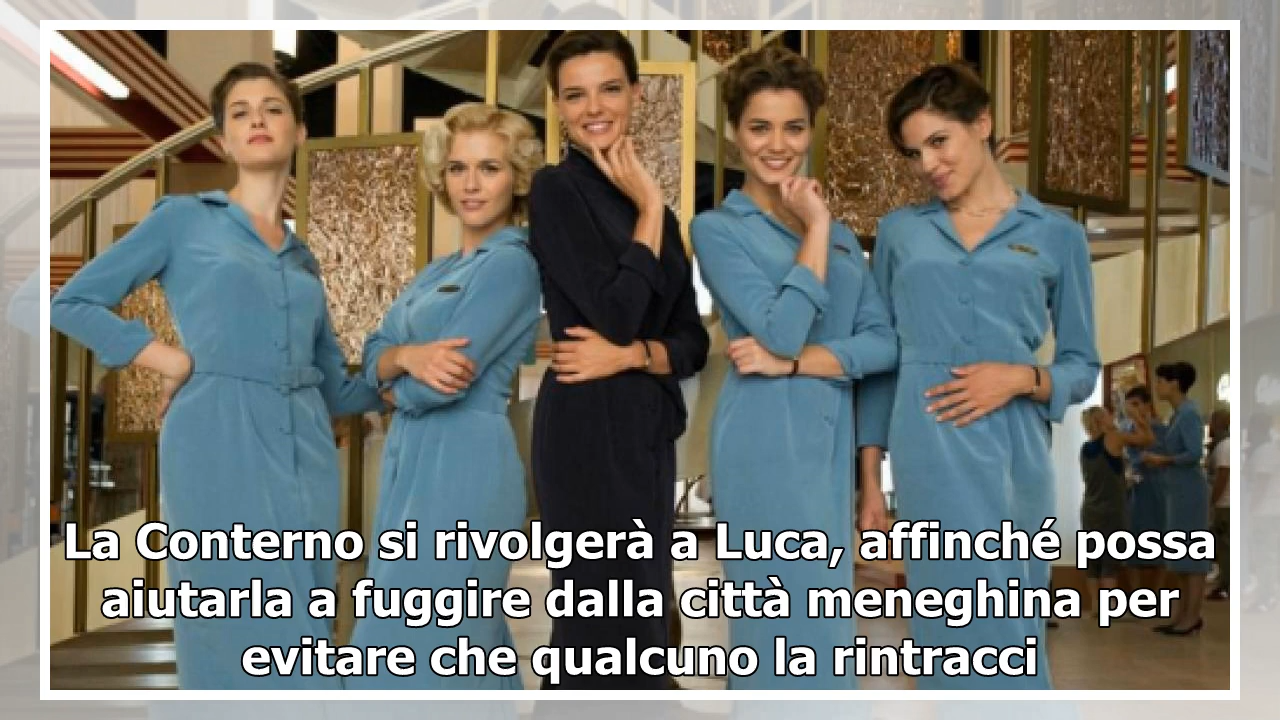 La Conterno si rivolgerà a Luca, affinché possa
aiutarla a fuggire dalla città meneghina per
evitare che qualcuno la rintracci